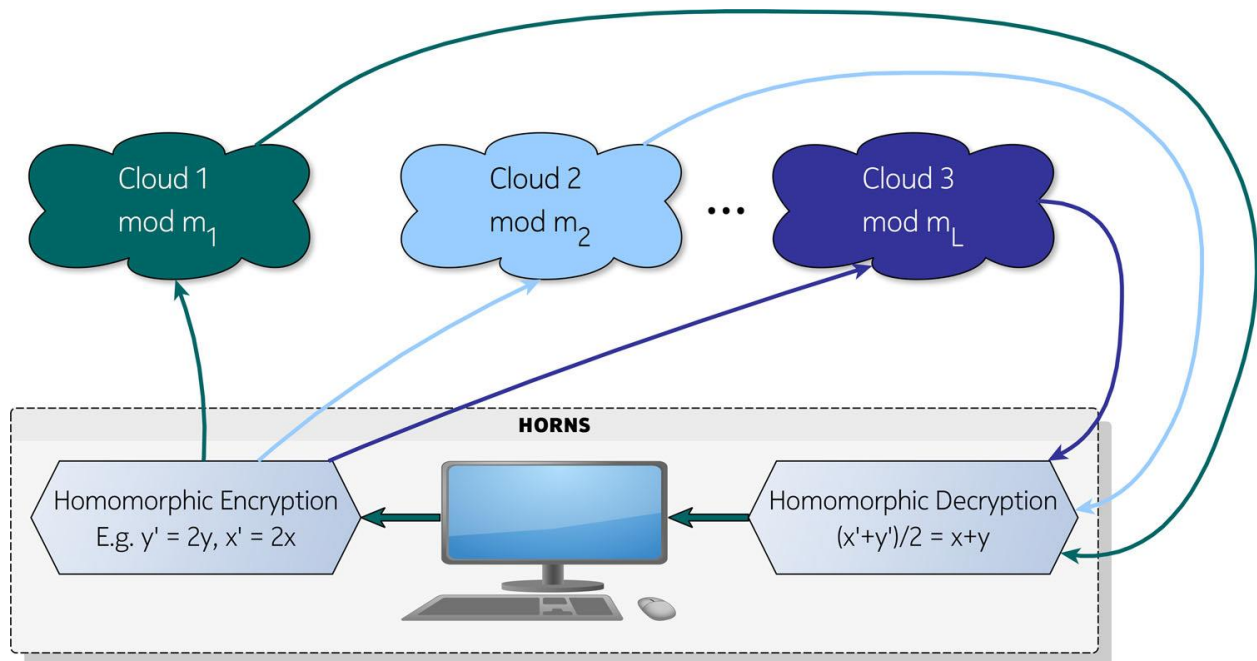 Cloud 1
mod m₁
Cloud 2
mod m₂
...
Cloud 3
mod m_L
HORNS
Homomorphic Encryption
E.g. y' = 2y, x' = 2x
Homomorphic Decryption
(x'+y')/2 = x+y